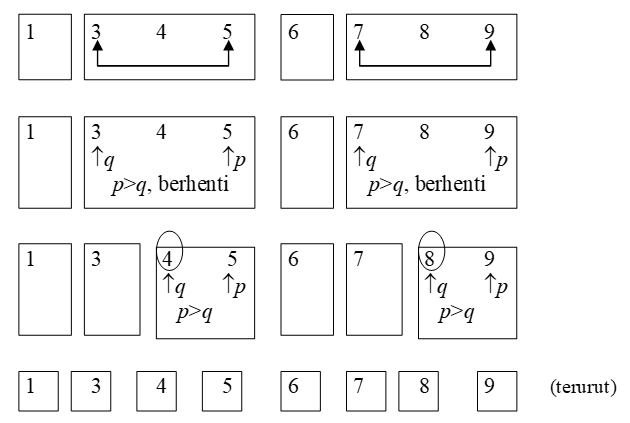 1 3 4 5 6 7 8 9
1 3 4 5 6 7 8 9
↑q ↑p ↑q ↑p
p>q, berhenti p>q, berhenti
1 3 4 5 6 7 8 9
↑q ↑p ↑q ↑p
p>q p>q
1 3 4 5 6 7 8 9 (terurut)